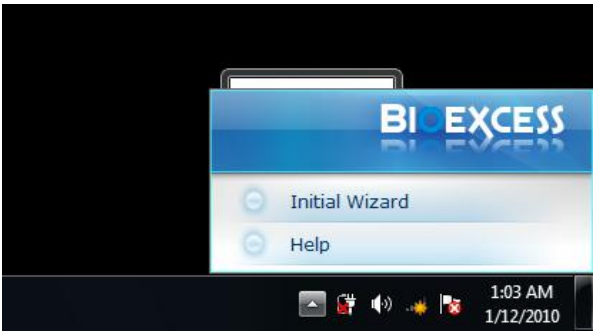 BIOEXCESS
Initial Wizard
Help
1:03 AM
1/12/2010